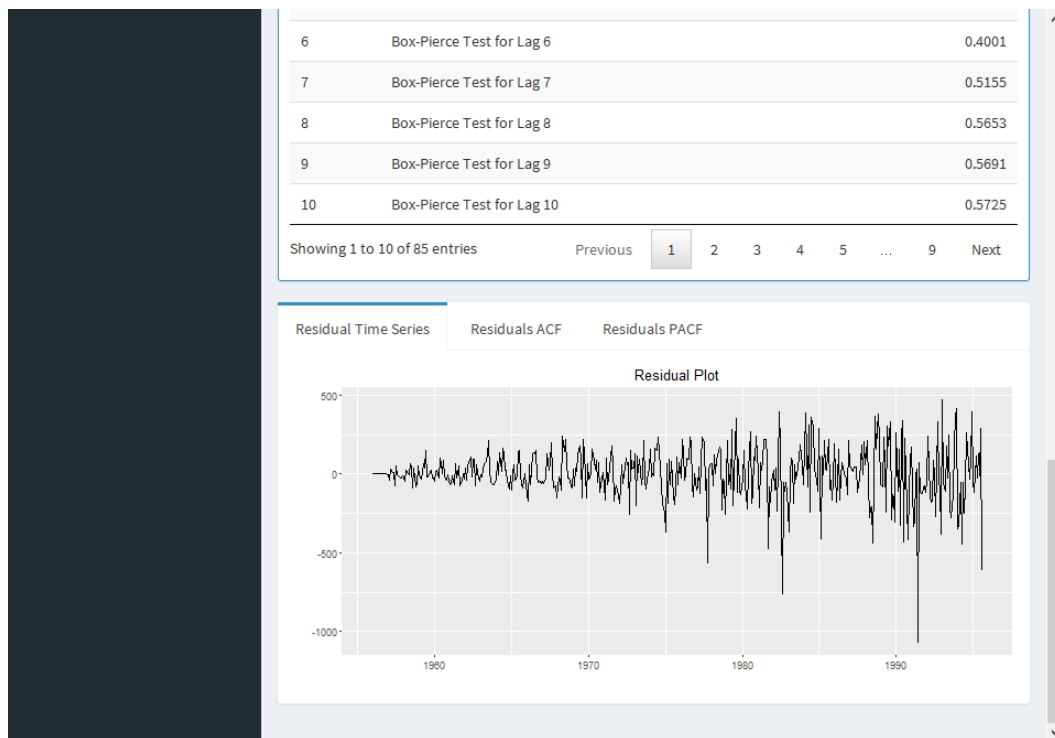 6 Box-Pierce Test for Lag 6 0.4001
7 Box-Pierce Test for Lag 7 0.5155
8 Box-Pierce Test for Lag 8 0.5653
9 Box-Pierce Test for Lag 9 0.5691
10 Box-Pierce Test for Lag 10 0.5725
Showing 1 to 10 of 85 entries Previous 1 2 3 4 5 ... 9 Next
Residual Time Series Residuals ACF Residuals PACF
Residual Plot
500
0
-500
-1000
1960 1970 1980 1990